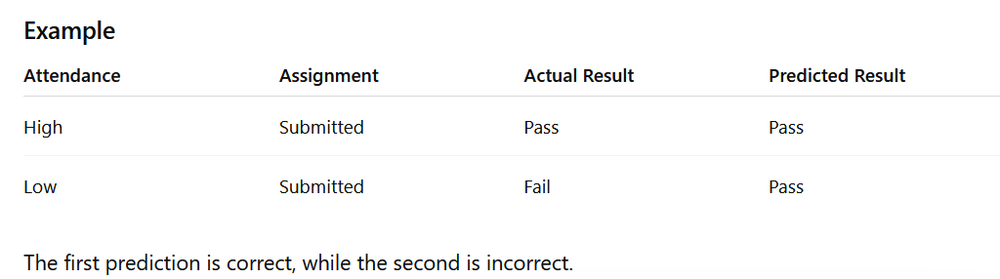 Example
Attendance Assignment Actual Result Predicted Result
High Submitted Pass Pass
Low Submitted Fail Pass
The first prediction is correct, while the second is incorrect.